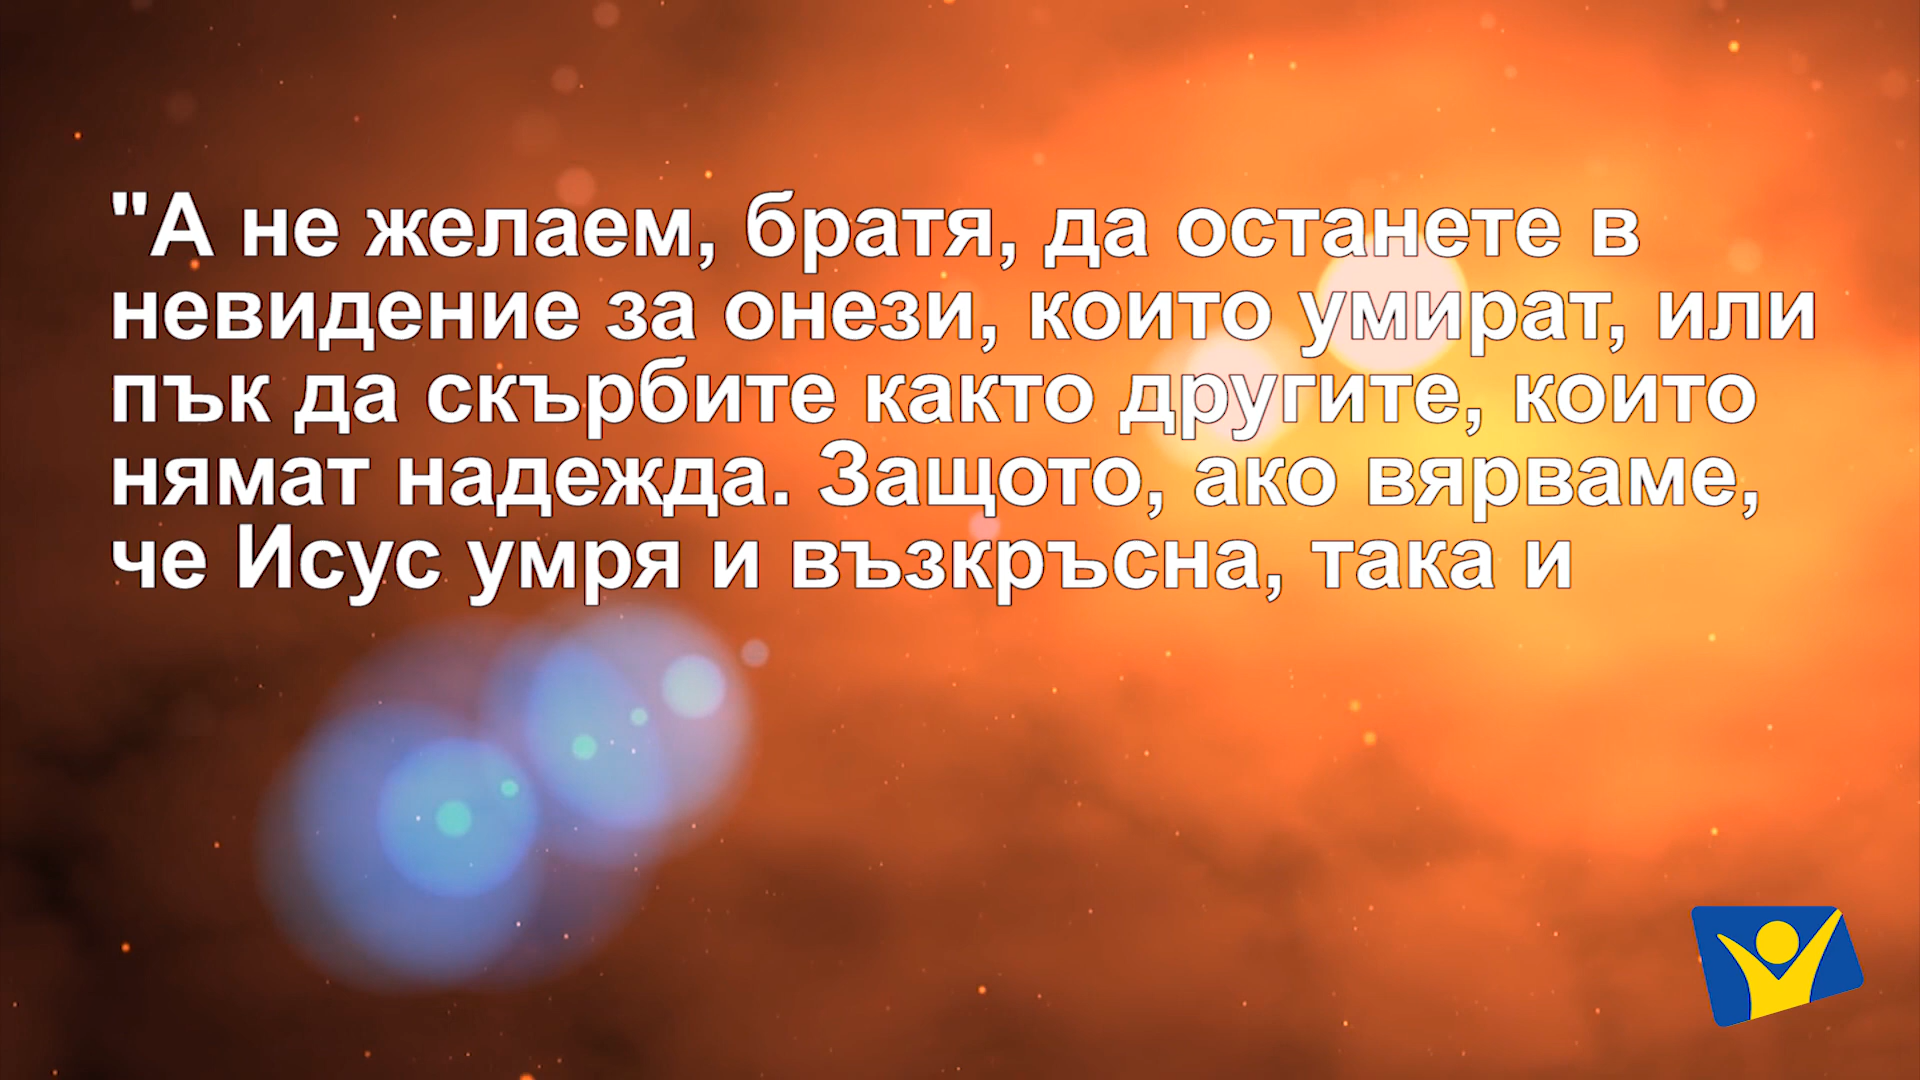 "А не желаем, братя, да останете в
невидение за онези, които умират, или
пък да скърбите както другите, които
нямат надежда. Защото, ако вярваме,
че Исус умря и възкръсна, така и